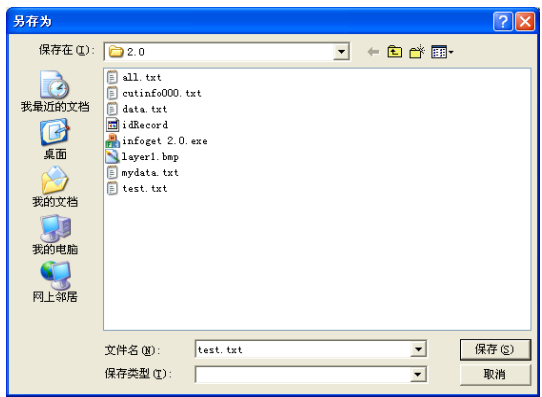 另存为
保存在(I):
2.0
我最近的文档
桌面
我的文档
我的电脑
网上邻居
all.txt
cutinfo000.txt
data.txt
idRecord
infoget 2.0.exe
layer1.bmp
mydata.txt
test.txt
文件名(N):
test.txt
保存(S)
保存类型(T):
取消